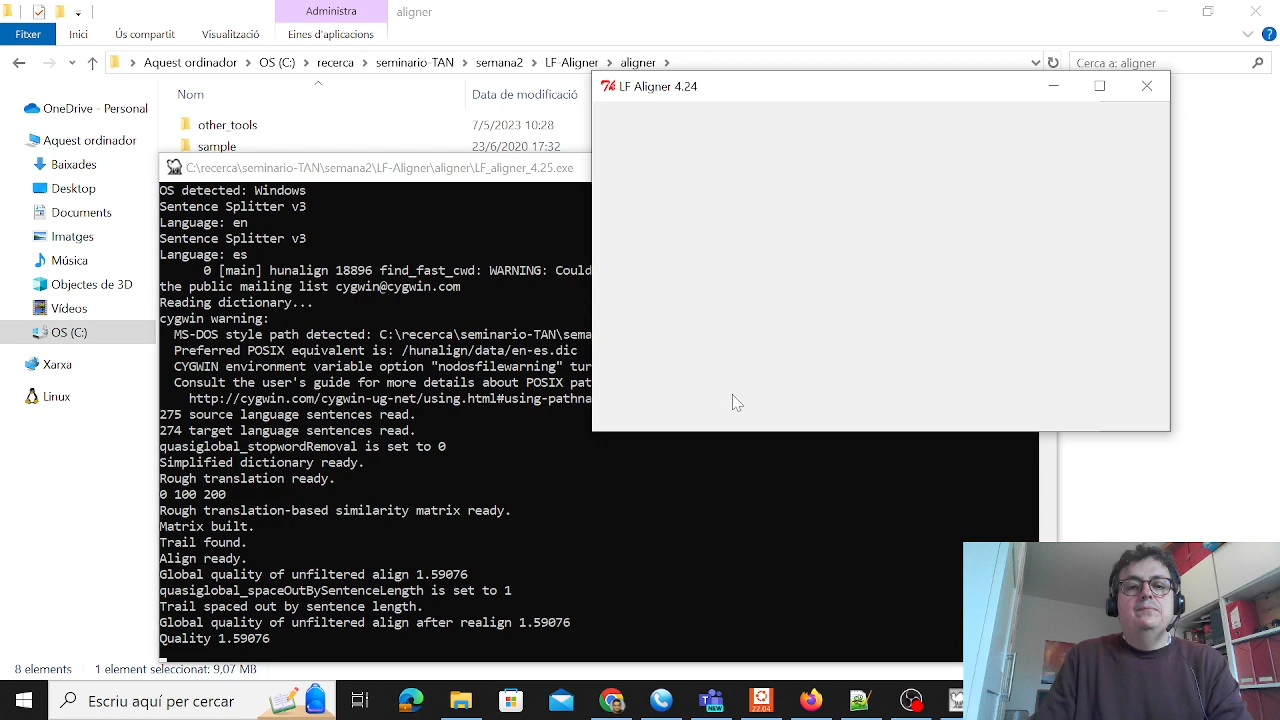 Administra
aligner
Fitxer
Inici
Ús compartit
Visualització
Eines d'aplicacions
Aquest ordinador
OS (C:)
recerca
seminario-TAN
semana2
LF-Aligner
aligner
Cerca a: aligner
Nom
Data de modificació
OneDrive - Personal
Aquest ordinador
Baixades
Desktop
Documents
Imatges
Música
Objectes de 3D
Vídeos
OS (C:)
Xarxa
Linux
other_tools
7/5/2023 10:28
sample
23/6/2020 17:32
LF Aligner 4.24
C:\recerca\seminario-TAN\semana2\LF-Aligner\aligner\LF_aligner_4.25.exe
OS detected: Windows
Sentence Splitter v3
Language: en
Sentence Splitter v3
Language: es
0 [main] hunalign 18896 find_fast_cwd: WARNING: Could
the public mailing list cygwin@cygwin.com
Reading dictionary...
cygwin warning:
MS-DOS style path detected: C:\recerca\seminario-TAN\sema
Preferred POSIX equivalent is: /hunalign/data/en-es.dic
CYGWIN environment variable option "nodosfilewarning" tur
Consult the user's guide for more details about POSIX pat
http://cygwin.com/cygwin-ug-net/using.html#using-pathna
275 source language sentences read.
274 target language sentences read.
quasiglobal_stopwordRemoval is set to 0
Simplified dictionary ready.
Rough translation ready.
0 100 200
Rough translation-based similarity matrix ready.
Matrix built.
Trail found.
Align ready.
Global quality of unfiltered align 1.59076
quasiglobal_spaceOutBySentenceLength is set to 1
Trail spaced out by sentence length.
Global quality of unfiltered align after realign 1.59076
Quality 1.59076
8 elements
1 element seleccionat: 9,07 MB
Escriu aquí per cercar
NEW
22.04